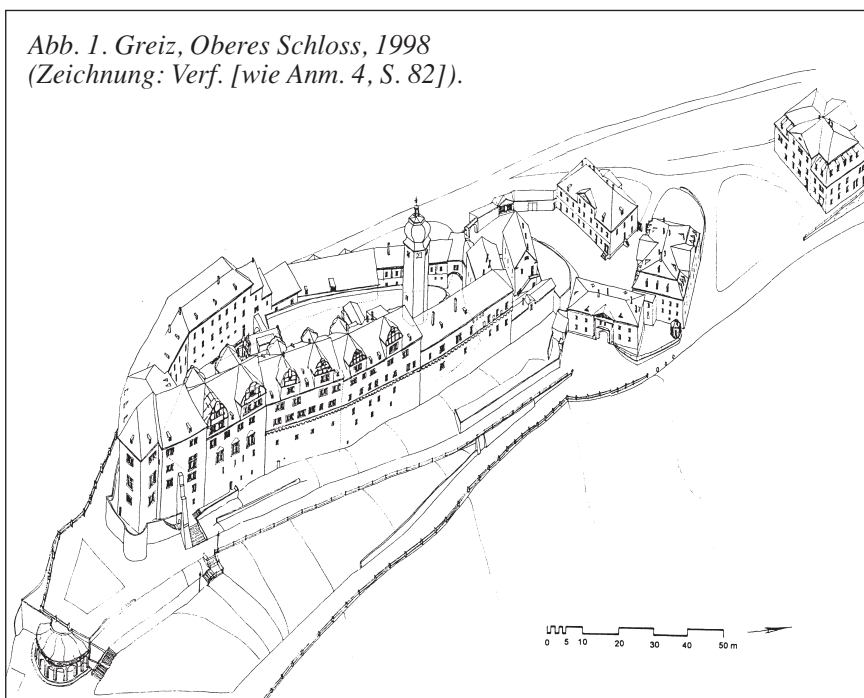 Abb. 1. Greiz, Oberes Schloss, 1998
(Zeichnung: Verf. [wie Anm. 4, S. 82]).
0 5 10 20 30 40 50 m